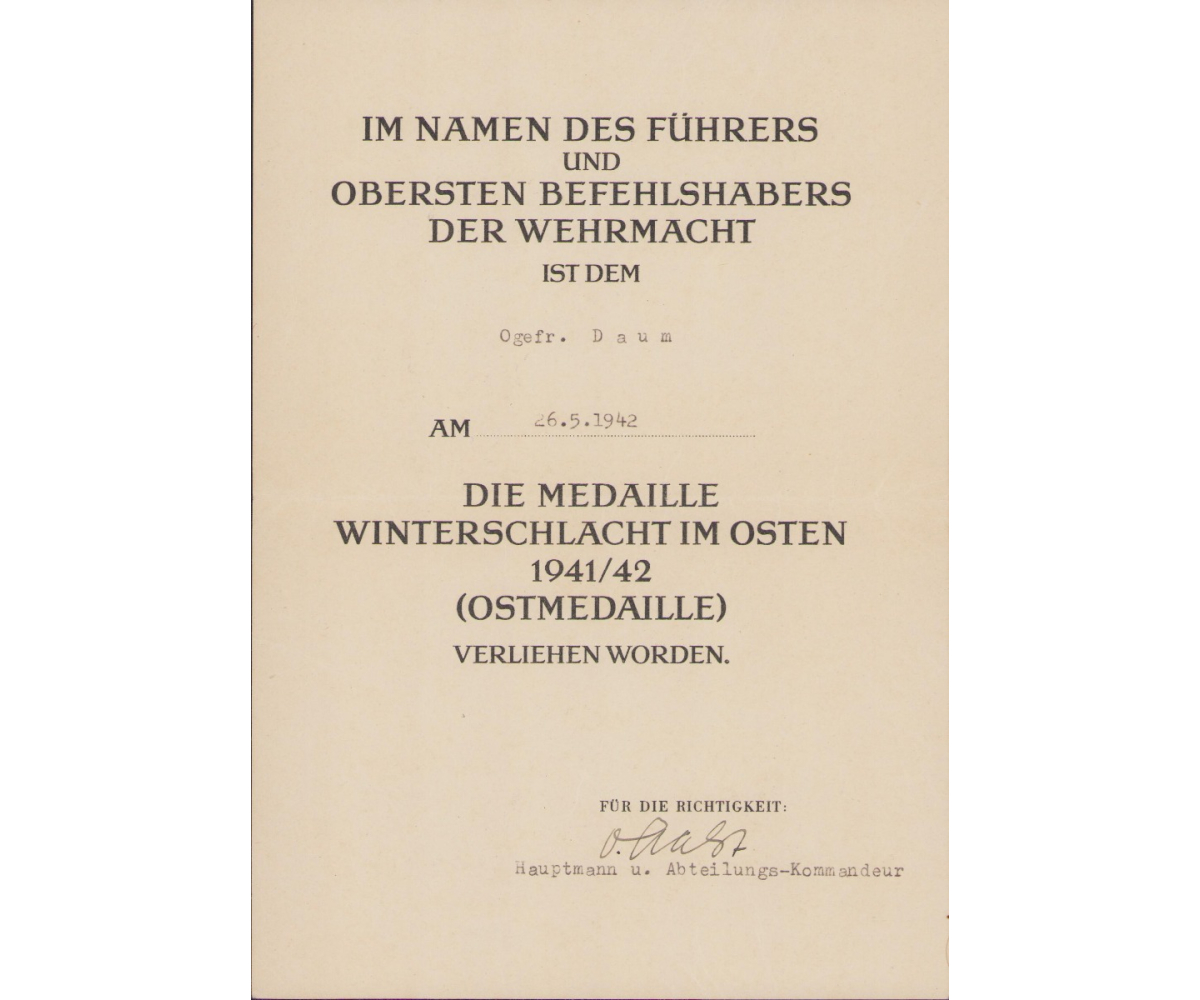 IM NAMEN DES FÜHRERS
UND
OBERSTEN BEFEHLSHABERS
DER WEHRMACHT
IST DEM
Ogefr. D a u m
AM 26.5.1942
DIE MEDAILLE
WINTERSCHLACHT IM OSTEN
1941/42
(OSTMEDAILLE)
VERLIEHEN WORDEN.
FÜR DIE RICHTIGKEIT:
Hauptmann u. Abteilungs-Kommandeur